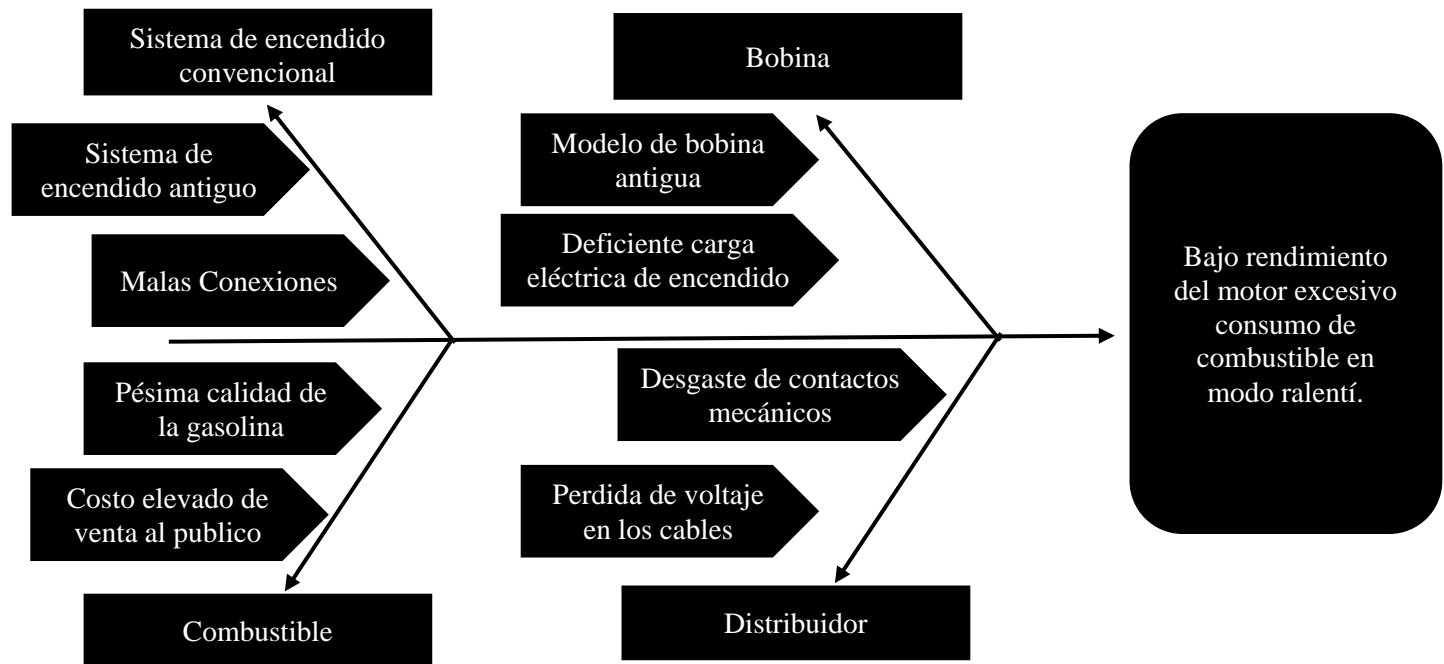 Sistema de encendido
convencional
Bobina
Sistema de
encendido antiguo
Malas Conexiones
Modelo de bobina
antigua
Deficiente carga
eléctrica de encendido
Bajo rendimiento
del motor excesivo
consumo de
combustible en
modo ralentí.
Pésima calidad de
la gasolina
Costo elevado de
venta al publico
Desgaste de contactos
mecánicos
Perdida de voltaje
en los cables
Combustible
Distribuidor